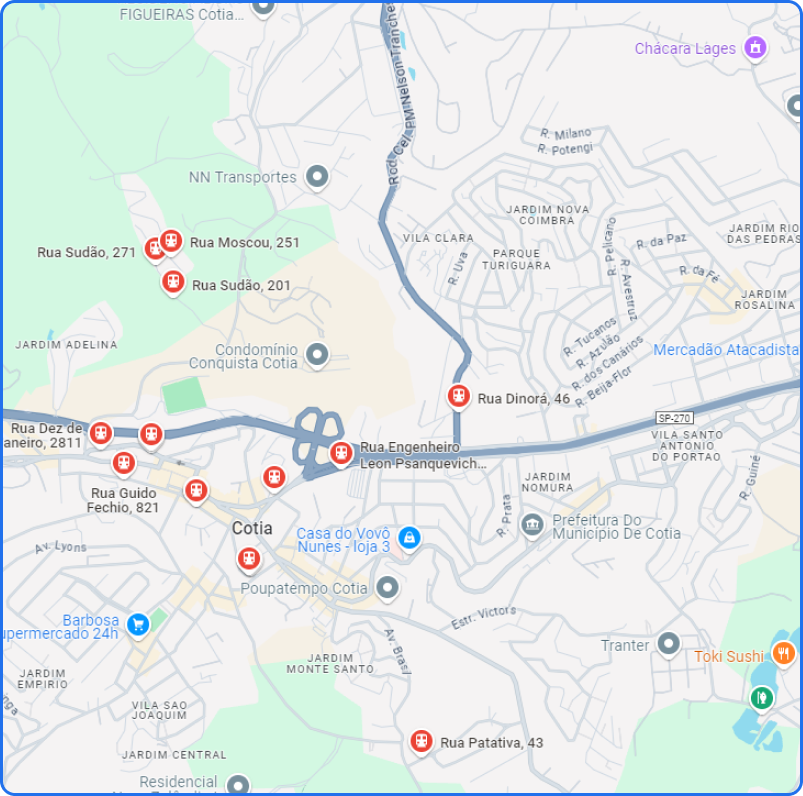 FIGUEIRAS Cotia...
Rod. Cel. PM Nelson Tranches
Chácara Lages
R. Milano
R. Potengi
NN Transportes
JARDIM NOVA
COIMBRA
VILA CLARA
R. Pelicano
JARDIM RIO
DAS PEDRAS
Rua Moscou, 251
Rua Sudão, 271
R. da Paz
PARQUE
TURIGUARA
R. Uva
R. Avestruz
R. da Fé
Rua Sudão, 201
JARDIM
ROSALINA
R. Tucanos
R. Azulão
JARDIM ADELINA
Condomínio
Conquista Cotia
Mercadão Atacadista
R. dos Canários
R. Beija-Flor
Rua Dinorá, 46
SP-270
Rua Dez de
aneiro, 2811
VILA SANTO
ANTONIO
DO PORTAO
Rua Engenheiro
Leon Psanquevich...
R. Guiné
JARDIM
NOMURA
Rua Guido
Fechio, 821
R. Prata
Cotia
Casa do Vovô
Nunes - loja 3
Prefeitura Do
Município De Cotia
Av. Lyons
Poupatempo Cotia
Barbosa
upermercado 24h
Estr. Victors
Av. Brasil
Tranter
Toki Sushi
JARDIM
MONTE SANTO
JARDIM
EMPIRIO
VILA SAO
JOAQUIM
Rua Patativa, 43
JARDIM CENTRAL
Residencial